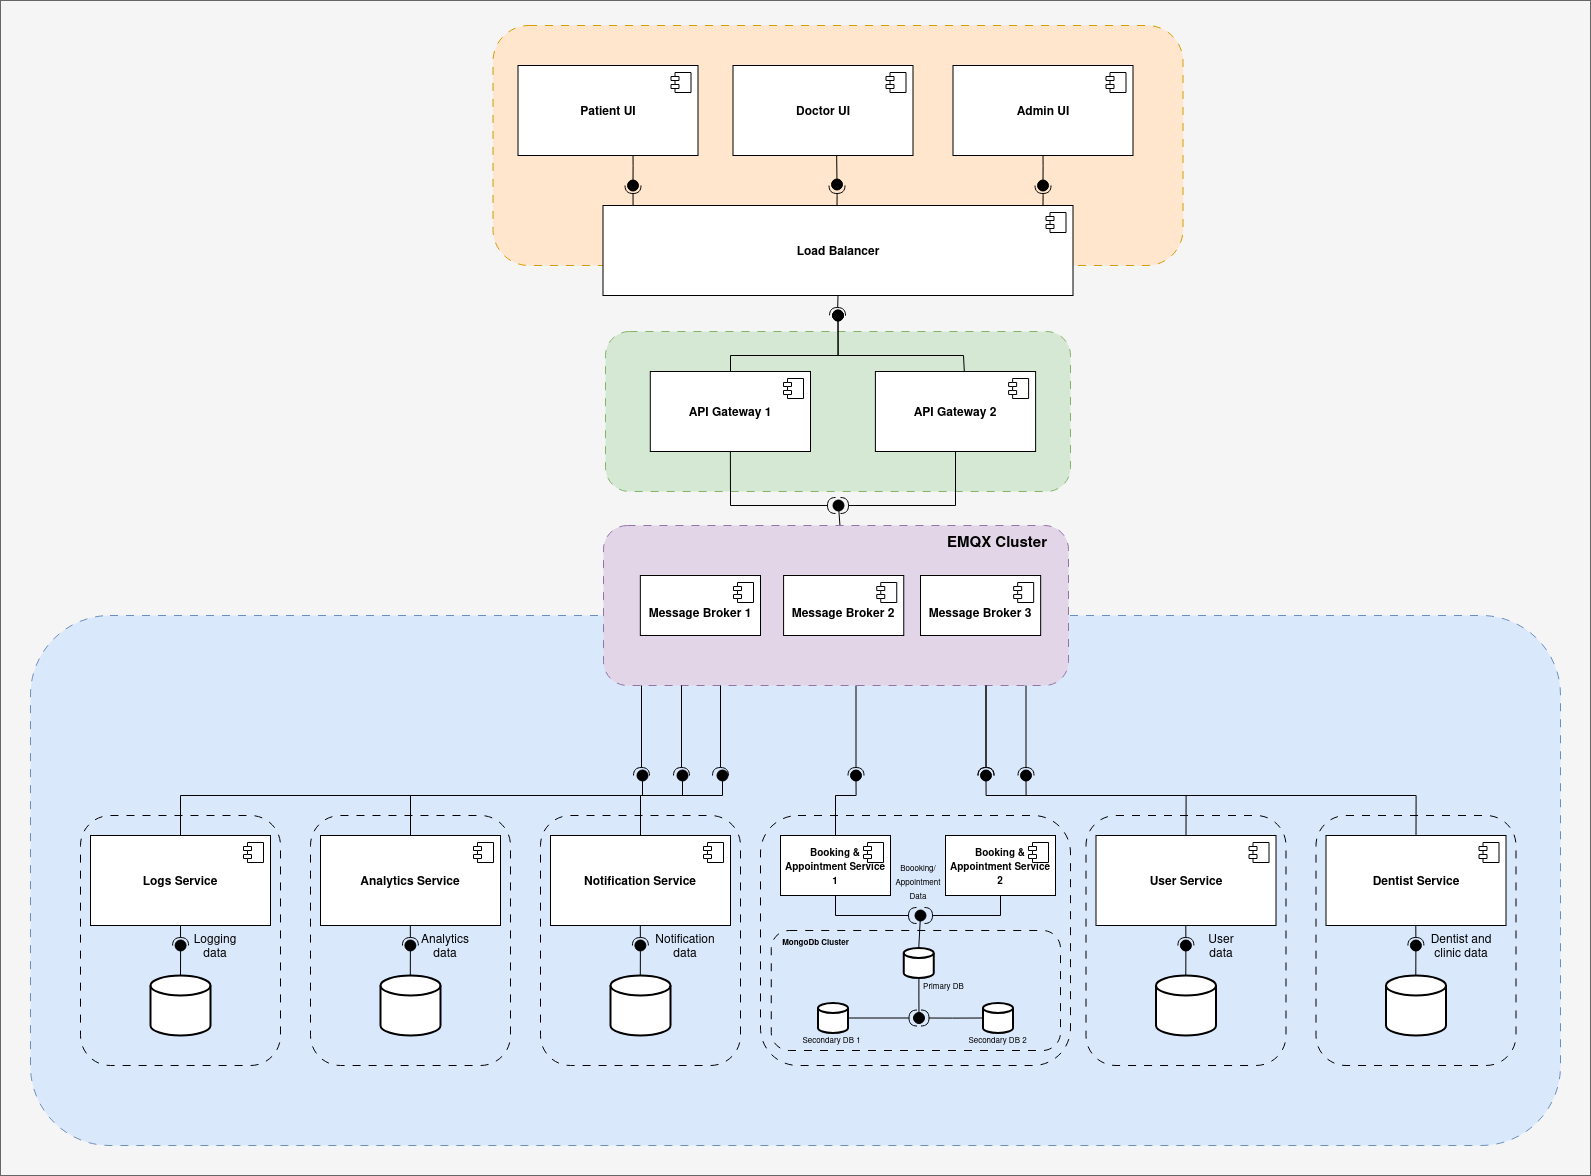 Patient UI
Doctor UI
Admin UI
Load Balancer
API Gateway 1
API Gateway 2
EMQX Cluster
Message Broker 1
Message Broker 2
Message Broker 3
Logs Service
Logging
data
Analytics Service
Analytics
data
Notification Service
Notification
data
Booking &
Appointment Service
1
Boooking/
Appointment
Data
Booking &
Appointment Service
2
MongoDb Cluster
Primary DB
Secondary DB 1
Secondary DB 2
User Service
User
data
Dentist Service
Dentist and
clinic data